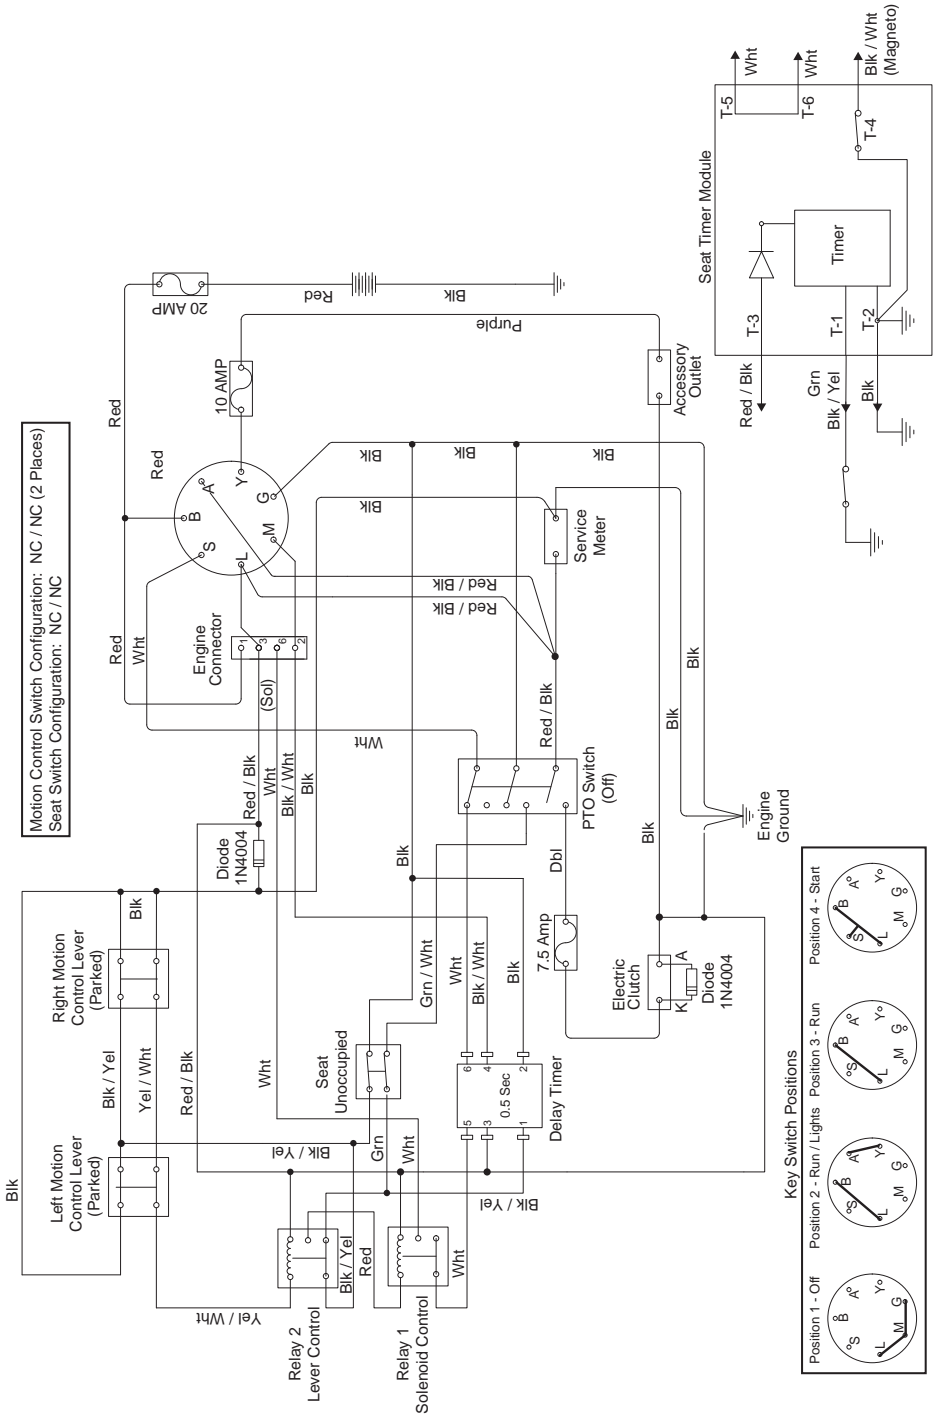 Motion Control Switch Configuration: NC / NC (2 Places)
Seat Switch Configuration: NC / NC
Blk
Left Motion
Control Lever
(Parked)
Blk / Yel
Yel / Wht
Right Motion
Control Lever
(Parked)
Blk
Red / Blk
Diode
1N4004
Red / Blk
(Sol)
Wht
Blk / Wht
Blk
Engine
Connector
1
3
6
2
Red
Wht
Red
Red
B
A
S
Y
L
G
M
10 AMP
20 AMP
Red
Blk
Purple
Yel / Wht
Relay 2
Lever Control
Blk / Yel
Red
Relay 1
Solenoid Control
Wht
Blk / Yel
Grn
Wht
Blk / Yel
Wht
Seat
Unoccupied
Blk
Grn / Wht
Wht
Blk / Wht
Blk
5
3
1
6
4
2
0.5 Sec
Delay Timer
Wht
PTO Switch
(Off)
Dbl
7.5 Amp
Red / Blk
Red / Blk
Red / Blk
Blk
Blk
Blk
Blk
Service
Meter
Accessory
Outlet
Electric
Clutch
K
A
Diode
1N4004
Blk
Blk
Blk
Engine
Ground
Seat Timer Module
T-5
T-6
T-4
Wht
Wht
Blk / Wht
(Magneto)
Timer
T-3
T-1
T-2
Red / Blk
Grn
Blk / Yel
Blk
Key Switch Positions
Position 1 - Off
S
B
A
Y
G
M
L
Position 2 - Run / Lights
S
B
A
Y
G
M
L
Position 3 - Run
S
B
A
Y
G
M
L
Position 4 - Start
S
B
A
Y
G
M
L